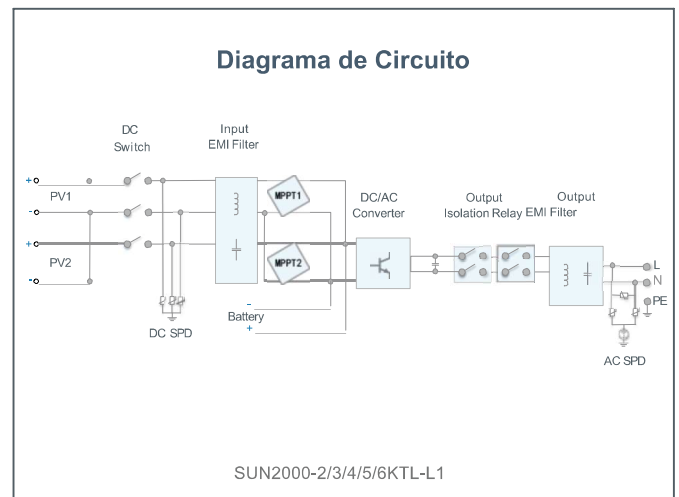 Diagrama de Circuito
DC
Switch
Input
EMI Filter
DC/AC
Converter
Output
Isolation Relay
Output
EMI Filter
+
PV1
-
+
PV2
-
MPPT1
MPPT2
L
N
PE
DC SPD
-
Battery
+
AC SPD
SUN2000-2/3/4/5/6KTL-L1